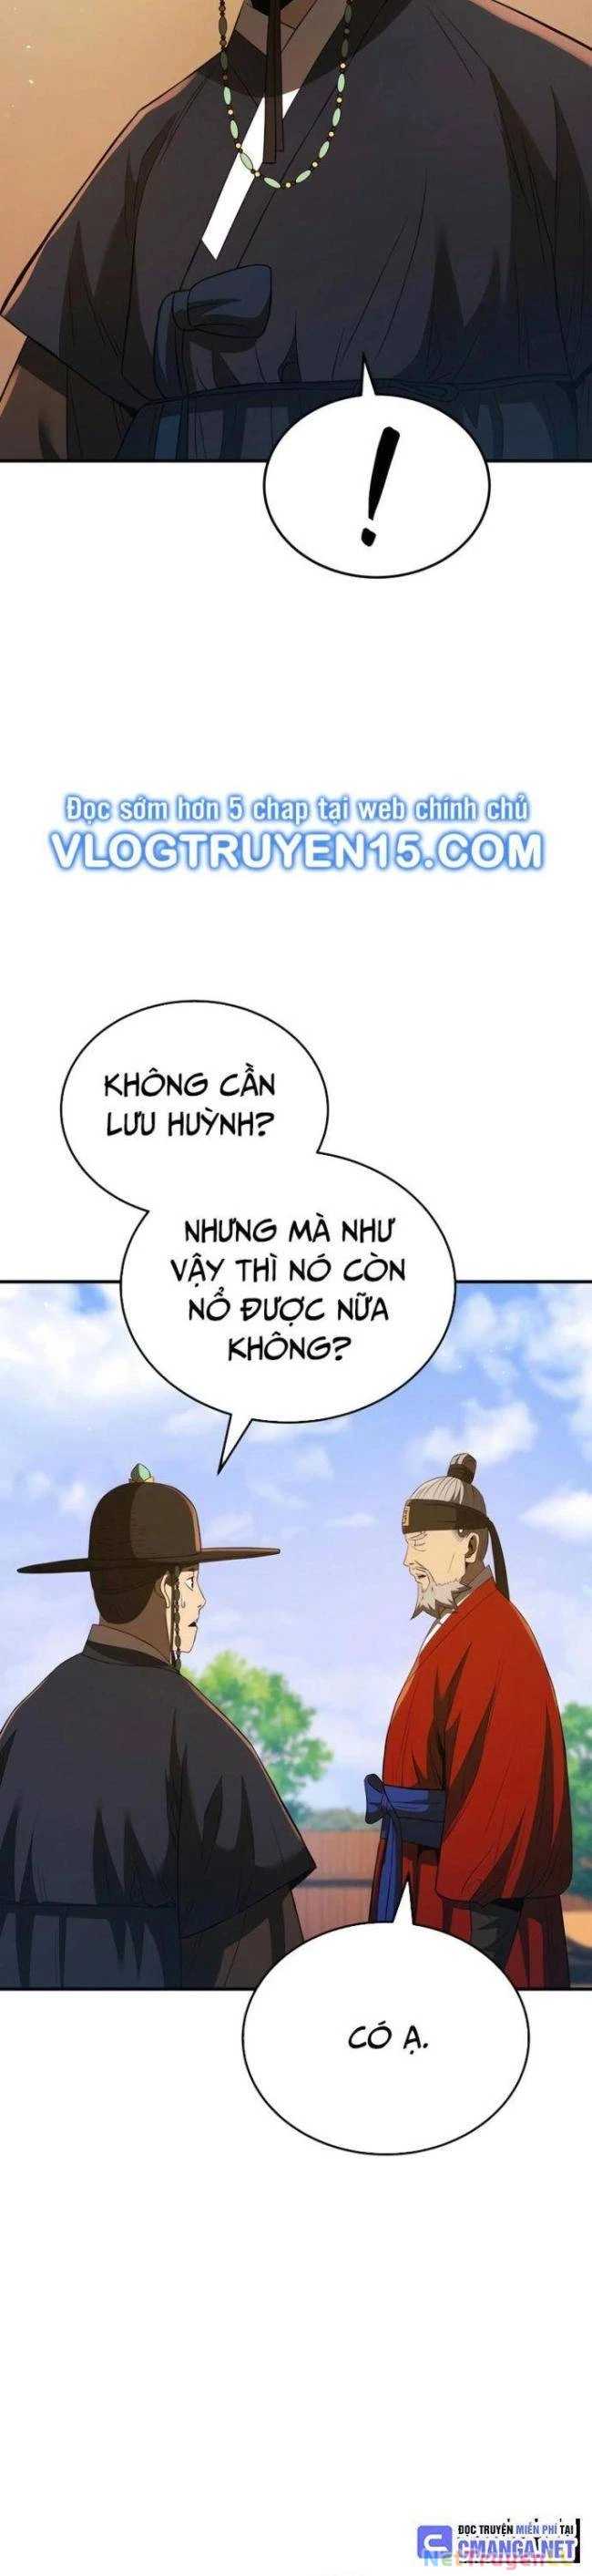 !
Đọc sớm hơn 5 chap tại web chính chủ
VLOGTRUYEN15.COM
KHÔNG CẦN
LƯU HUỲNH?
NHƯNG MÀ NHƯ
VẬY THÌ NÓ CÒN
NỔ ĐƯỢC NỮA
KHÔNG?
CÓ Ạ.
ĐỌC TRUYỆN MIỄN PHÍ TẠI
CMANGA.NET